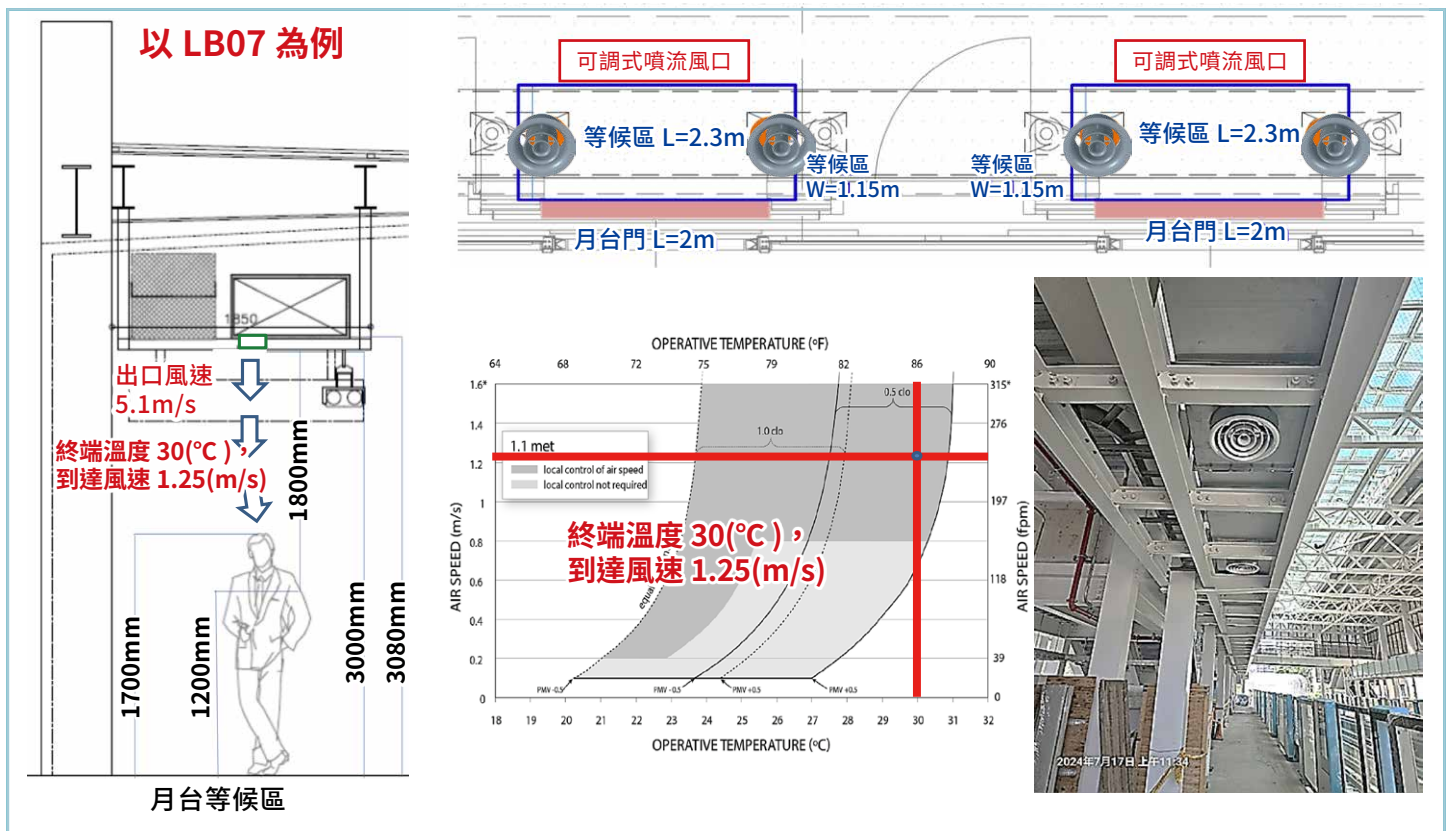 以 LB07 為例
1850
出口風速
5.1m/s
終端溫度 30(°C )，
到達風速 1.25(m/s)
1800mm
1700mm
1200mm
3000mm
3080mm
月台等候區
可調式噴流風口
可調式噴流風口
等候區 L=2.3m
等候區 L=2.3m
等候區
W=1.15m
等候區
W=1.15m
月台門 L=2m
月台門 L=2m
OPERATIVE TEMPERATURE (ºF)
64 68 72 75 79 82 86 90
1.6*
1.4
1.2
1
0.8
0.6
0.4
0.2
0
AIR SPEED (m/s)
315*
276
197
118
39
0
AIR SPEED (fpm)
0.5 clo
1.0 clo
1.1 met
local control of air speed
local control not required
終端溫度 30(°C )，
到達風速 1.25(m/s)
PMV -0.5
PMV -0.5
PMV +0.5
PMV +0.5
18 19 20 21 22 23 24 26 27 28 29 30 31 32
OPERATIVE TEMPERATURE (ºC)
2024年7月17日 上午11:34